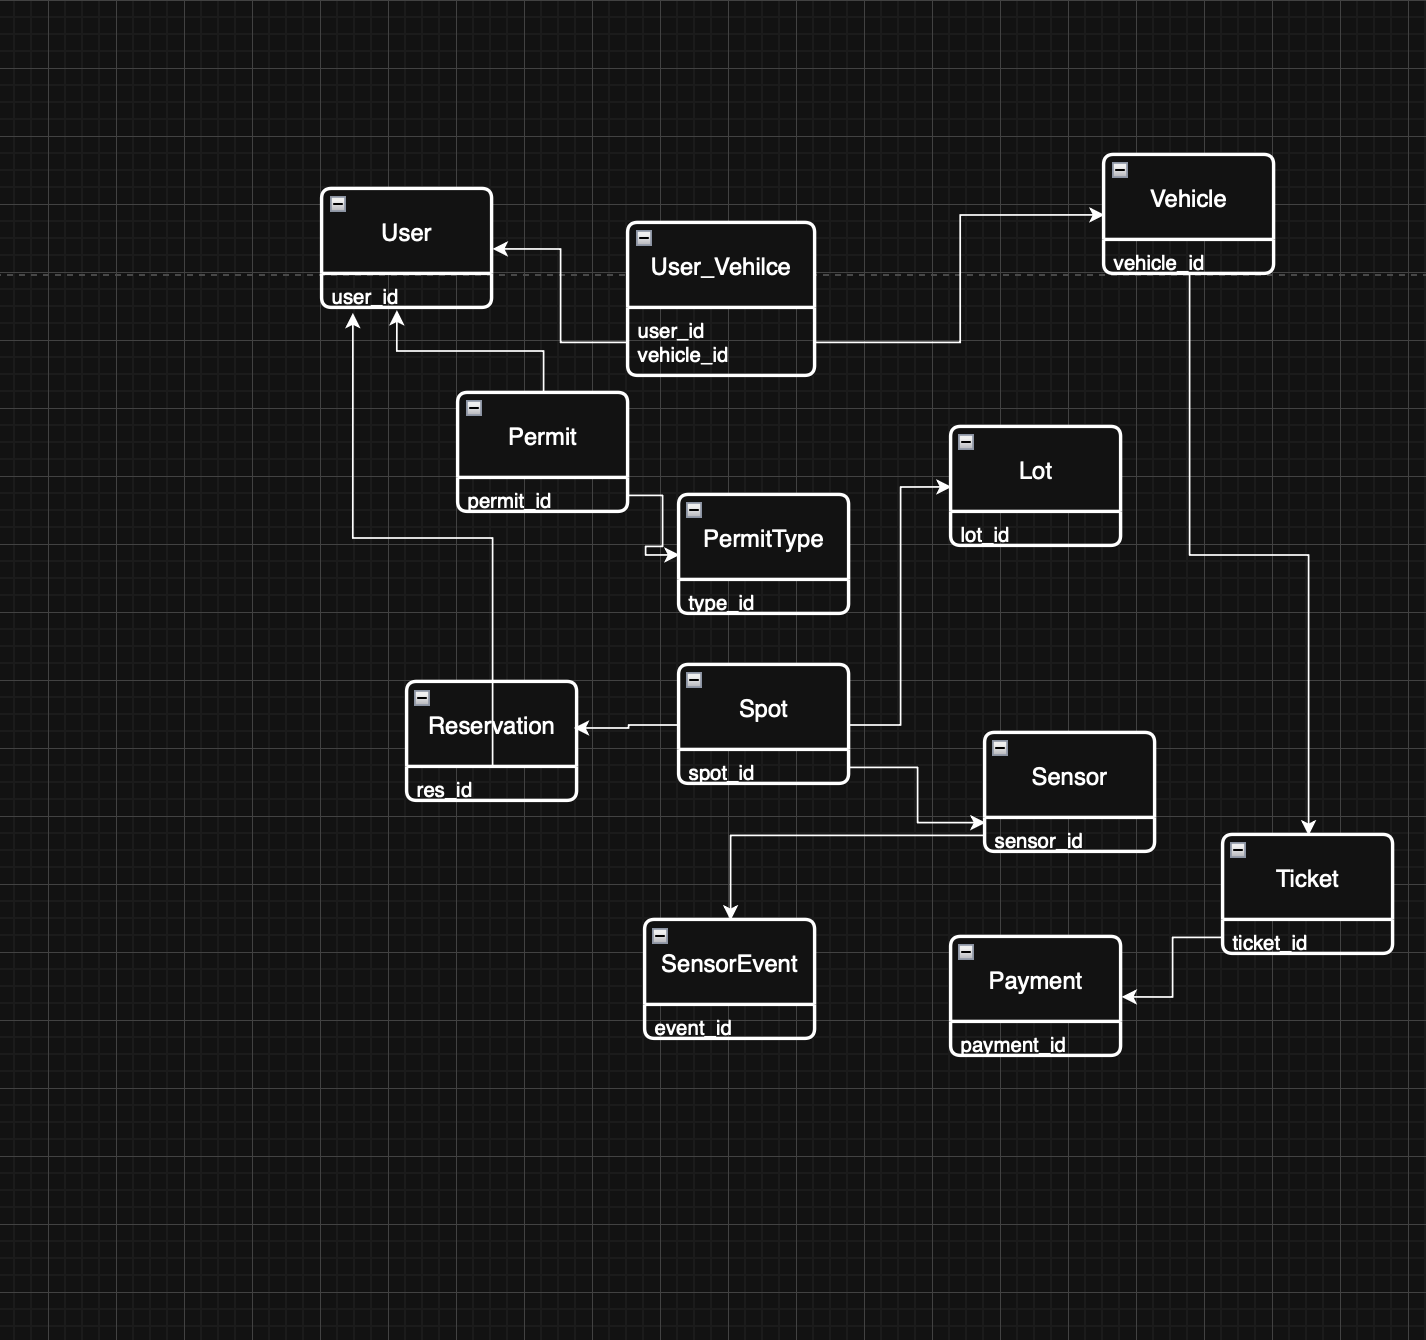 Vehicle
vehicle_id
User
user_id
User_Vehilce
user_id
vehicle_id
Permit
permit_id
Lot
lot_id
PermitType
type_id
Reservation
res_id
Spot
spot_id
Sensor
sensor_id
Ticket
ticket_id
SensorEvent
event_id
Payment
payment_id